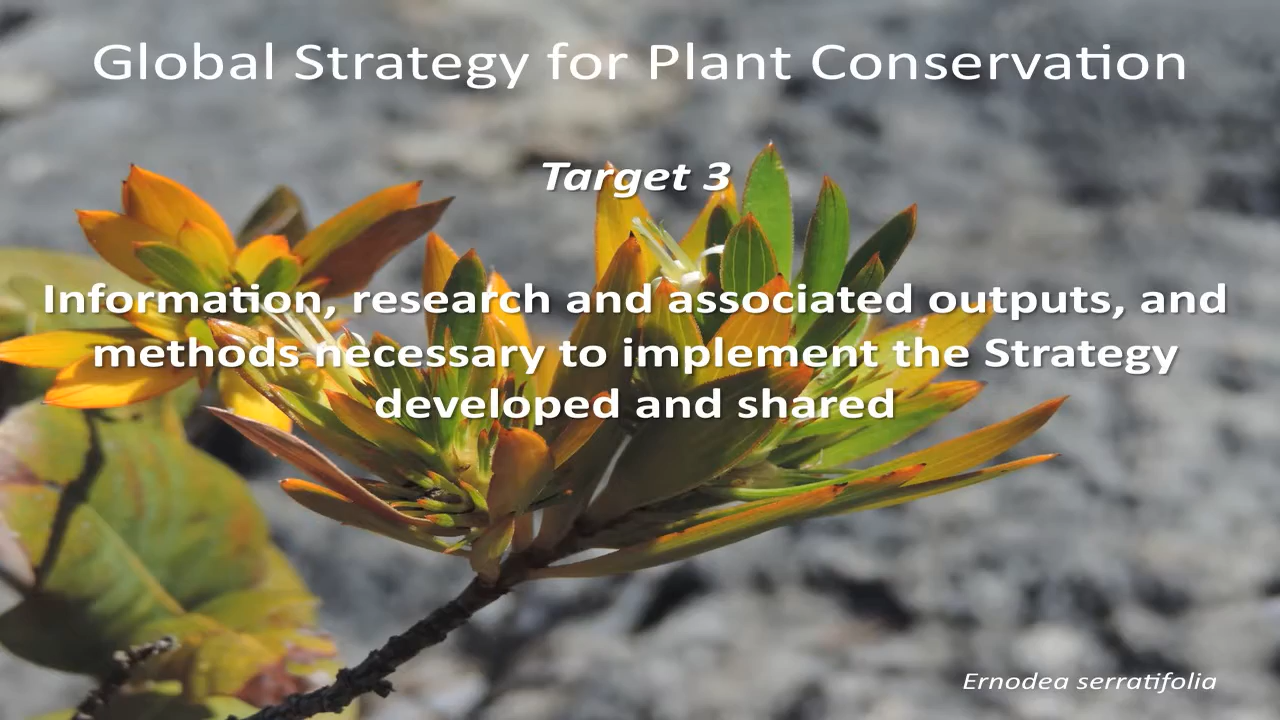 Global Strategy for Plant Conservation
Target 3
Information, research and associated outputs, and
methods necessary to implement the Strategy
developed and shared
Ernodea serratifolia